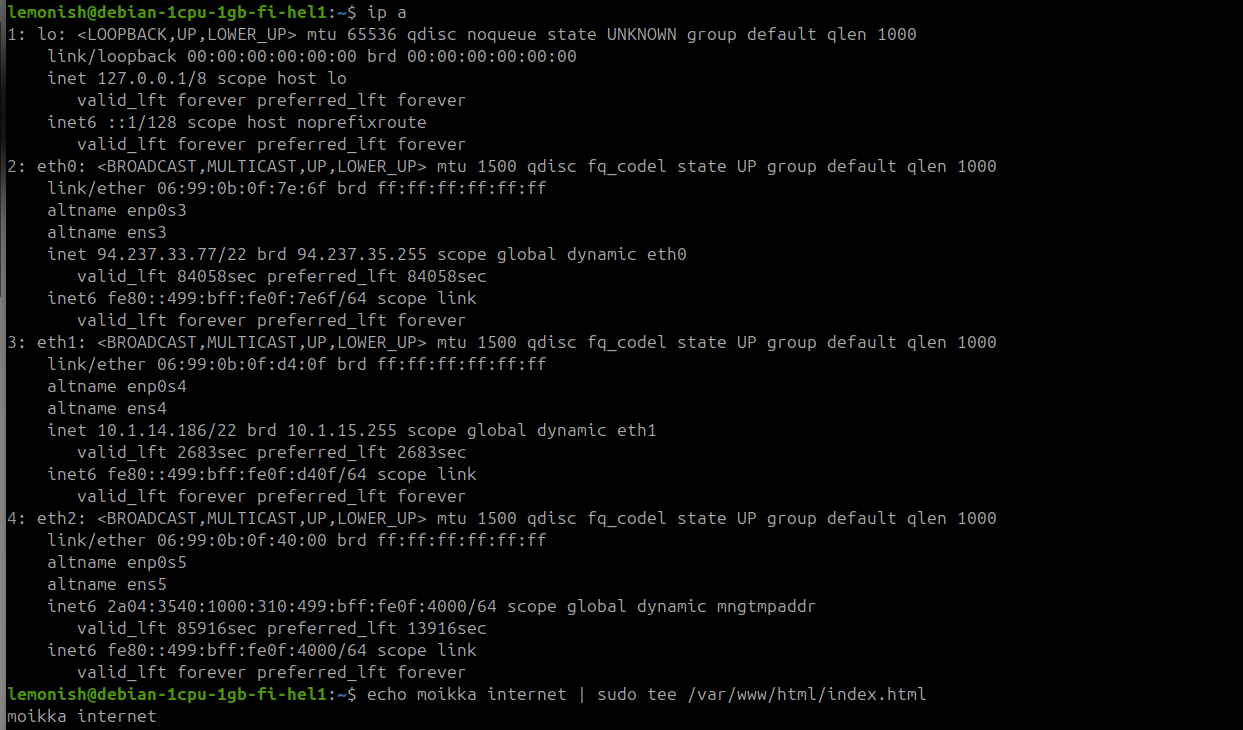 lemonish@debian-1cpu-1gb-fi-hel1:~$ ip a
1: lo: <LOOPBACK,UP,LOWER_UP> mtu 65536 qdisc noqueue state UNKNOWN group default qlen 1000
    link/loopback 00:00:00:00:00:00 brd 00:00:00:00:00:00
    inet 127.0.0.1/8 scope host lo
       valid_lft forever preferred_lft forever
    inet6 ::1/128 scope host noprefixroute
       valid_lft forever preferred_lft forever
2: eth0: <BROADCAST,MULTICAST,UP,LOWER_UP> mtu 1500 qdisc fq_codel state UP group default qlen 1000
    link/ether 06:99:0b:0f:7e:6f brd ff:ff:ff:ff:ff:ff
    altname enp0s3
    altname ens3
    inet 94.237.33.77/22 brd 94.237.35.255 scope global dynamic eth0
       valid_lft 84058sec preferred_lft 84058sec
    inet6 fe80::499:bff:fe0f:7e6f/64 scope link
       valid_lft forever preferred_lft forever
3: eth1: <BROADCAST,MULTICAST,UP,LOWER_UP> mtu 1500 qdisc fq_codel state UP group default qlen 1000
    link/ether 06:99:0b:0f:d4:0f brd ff:ff:ff:ff:ff:ff
    altname enp0s4
    altname ens4
    inet 10.1.14.186/22 brd 10.1.15.255 scope global dynamic eth1
       valid_lft 2683sec preferred_lft 2683sec
    inet6 fe80::499:bff:fe0f:d40f/64 scope link
       valid_lft forever preferred_lft forever
4: eth2: <BROADCAST,MULTICAST,UP,LOWER_UP> mtu 1500 qdisc fq_codel state UP group default qlen 1000
    link/ether 06:99:0b:0f:40:00 brd ff:ff:ff:ff:ff:ff
    altname enp0s5
    altname ens5
    inet6 2a04:3540:1000:310:499:bff:fe0f:4000/64 scope global dynamic mngtmpaddr
       valid_lft 85916sec preferred_lft 13916sec
    inet6 fe80::499:bff:fe0f:4000/64 scope link
       valid_lft forever preferred_lft forever
lemonish@debian-1cpu-1gb-fi-hel1:~$ echo moikka internet | sudo tee /var/www/html/index.html
moikka internet